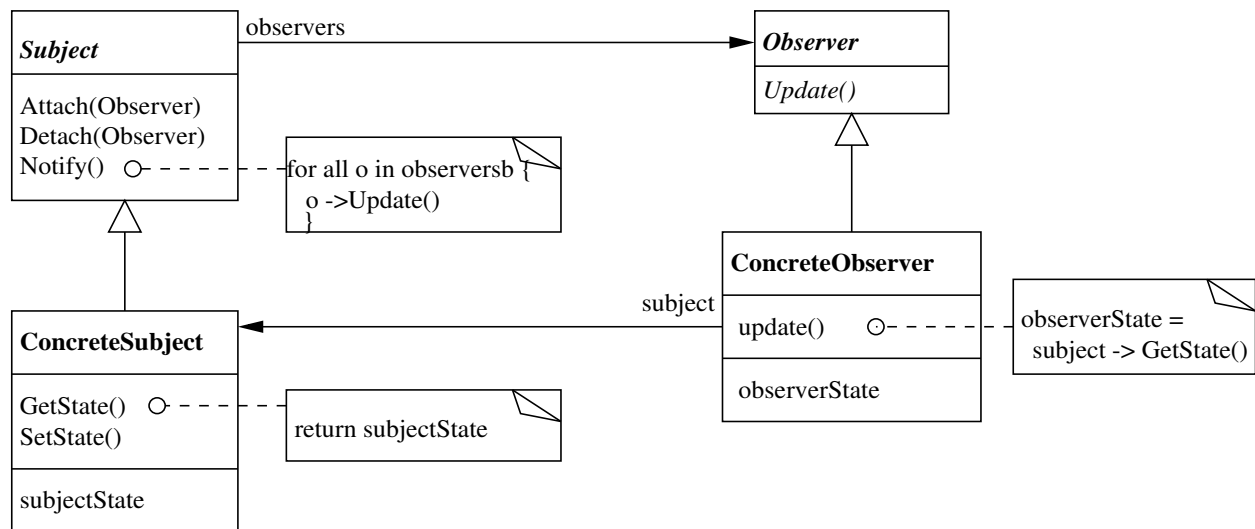 Subject
observers
Observer
Update()
Attach(Observer)
Detach(Observer)
Notify()
for all o in observersb {
o ->Update()
}
ConcreteObserver
update()
observerState
observerState =
subject -> GetState()
subject
ConcreteSubject
GetState()
SetState()
subjectState
return subjectState